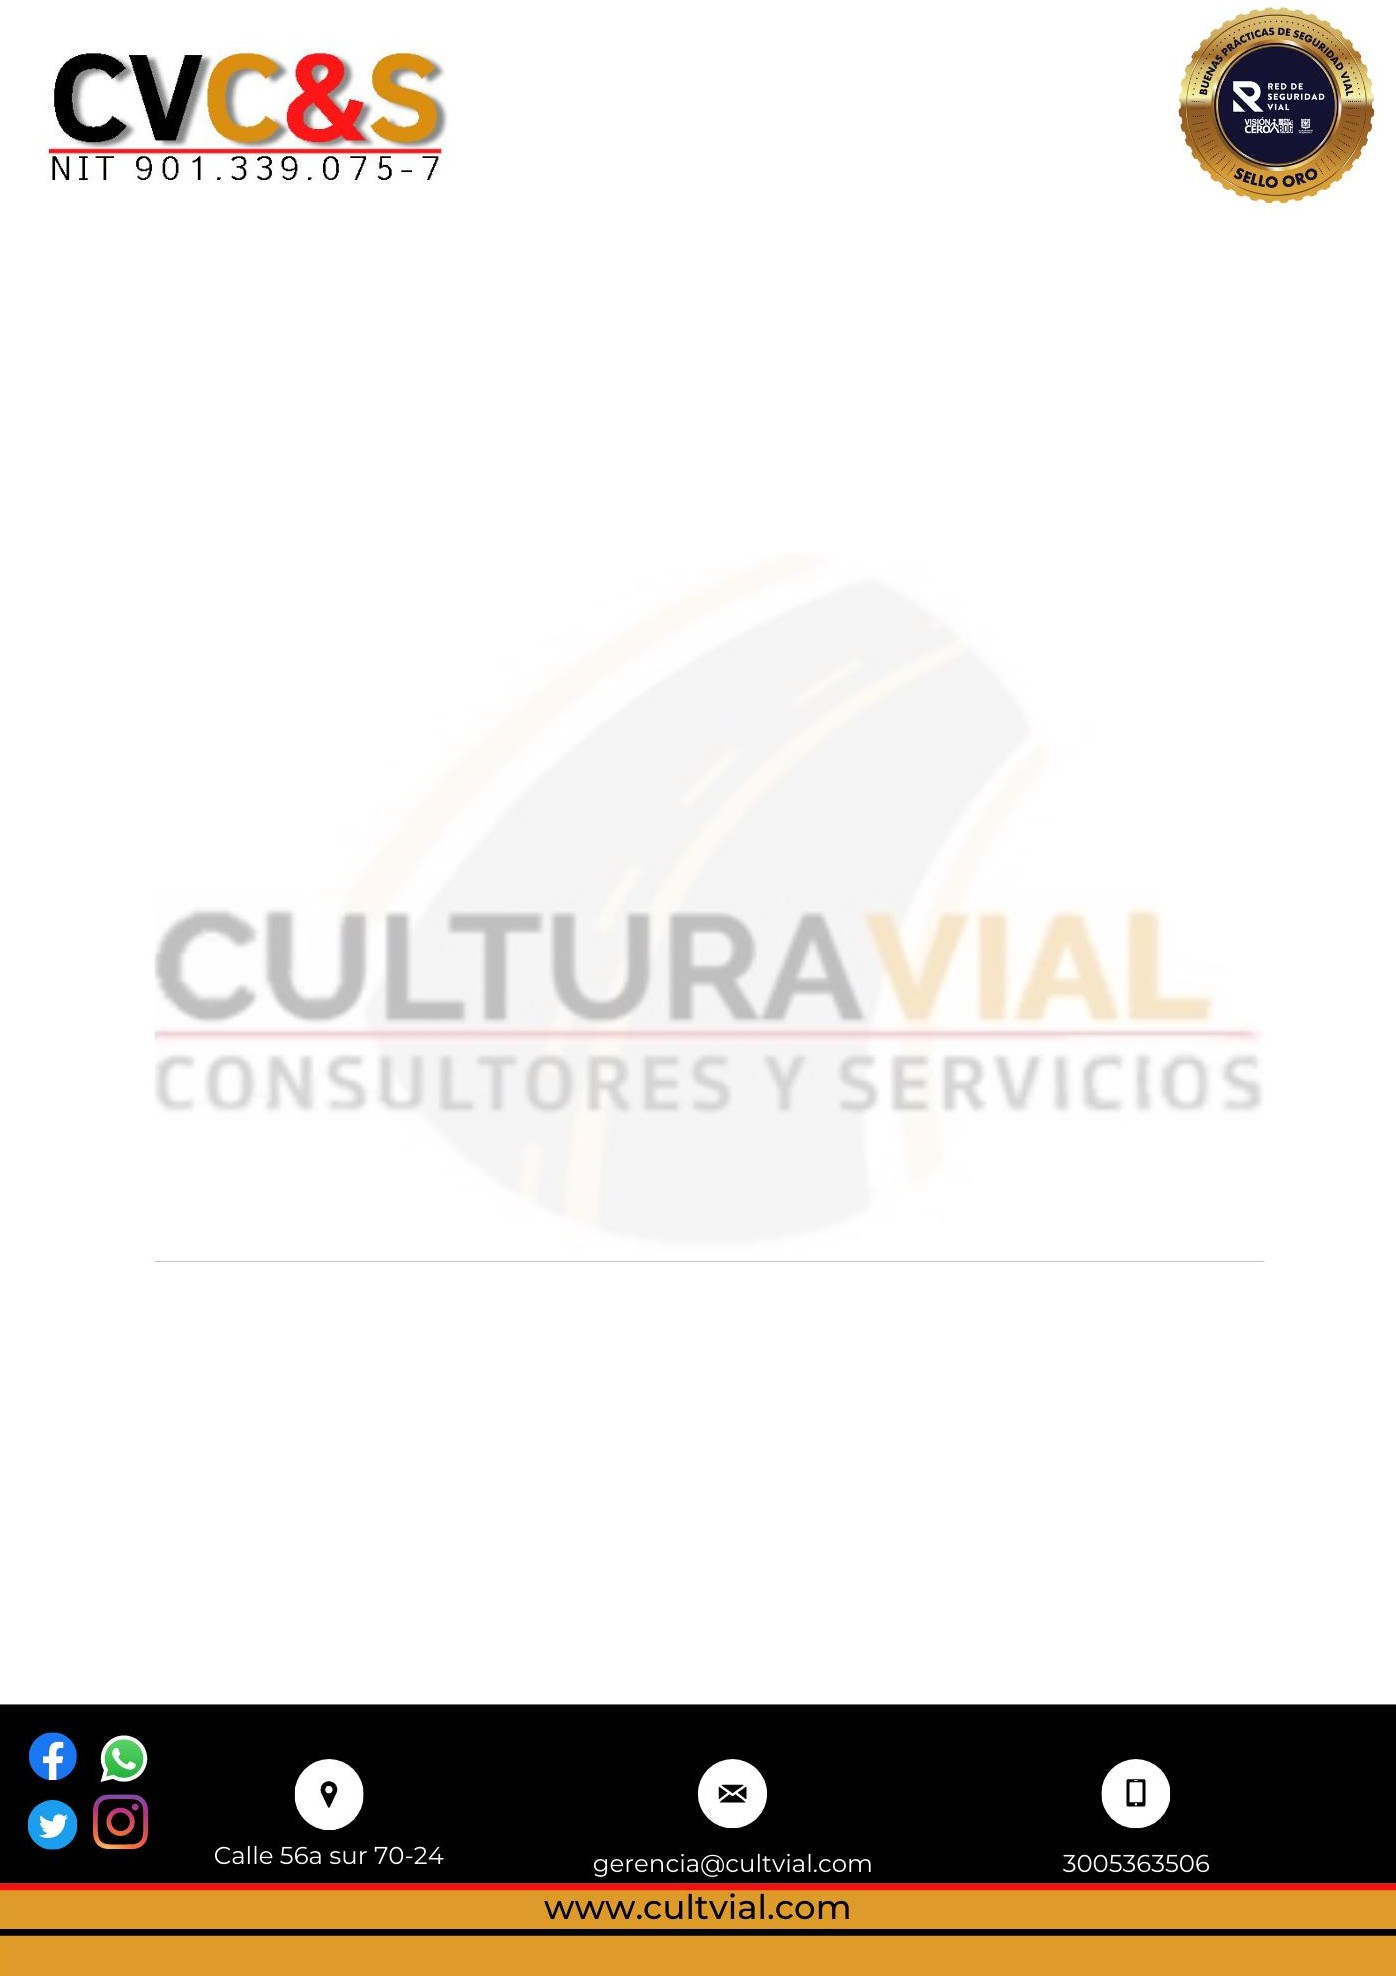 CVC&S
NIT 901.339.075-7
BUENAS PRÁCTICAS DE SEGURIDAD VIAL
RED DE
SEGURIDAD
VIAL
VISIÓN
CERO
SELLO ORO
CULTURAVIAL
CONSULTORES Y SERVICIOS
Calle 56a sur 70-24
gerencia@cultvial.com
3005363506
www.cultvial.com